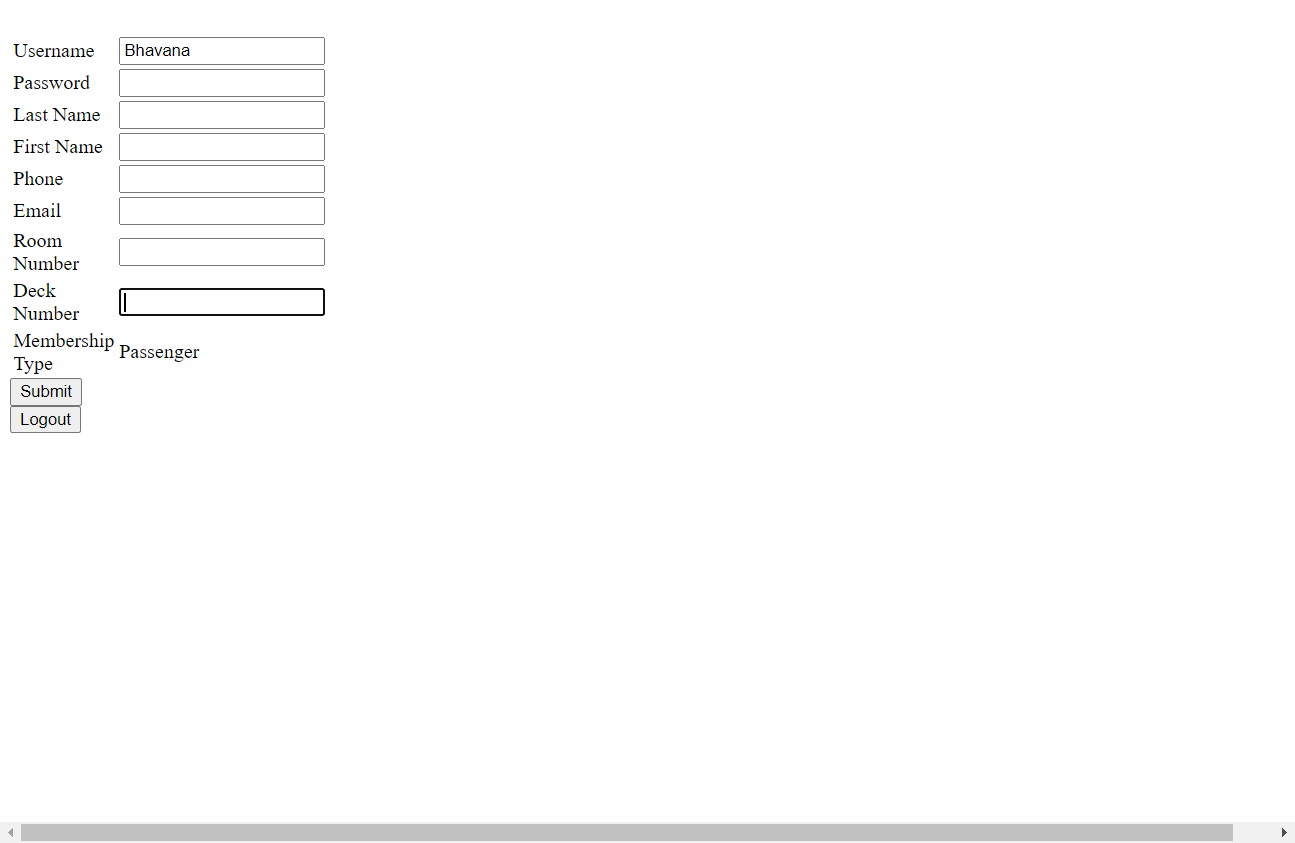 Username Bhavana
Password
Last Name
First Name
Phone
Email
Room
Number
Deck
Number
Membership
Type
Passenger
Submit
Logout